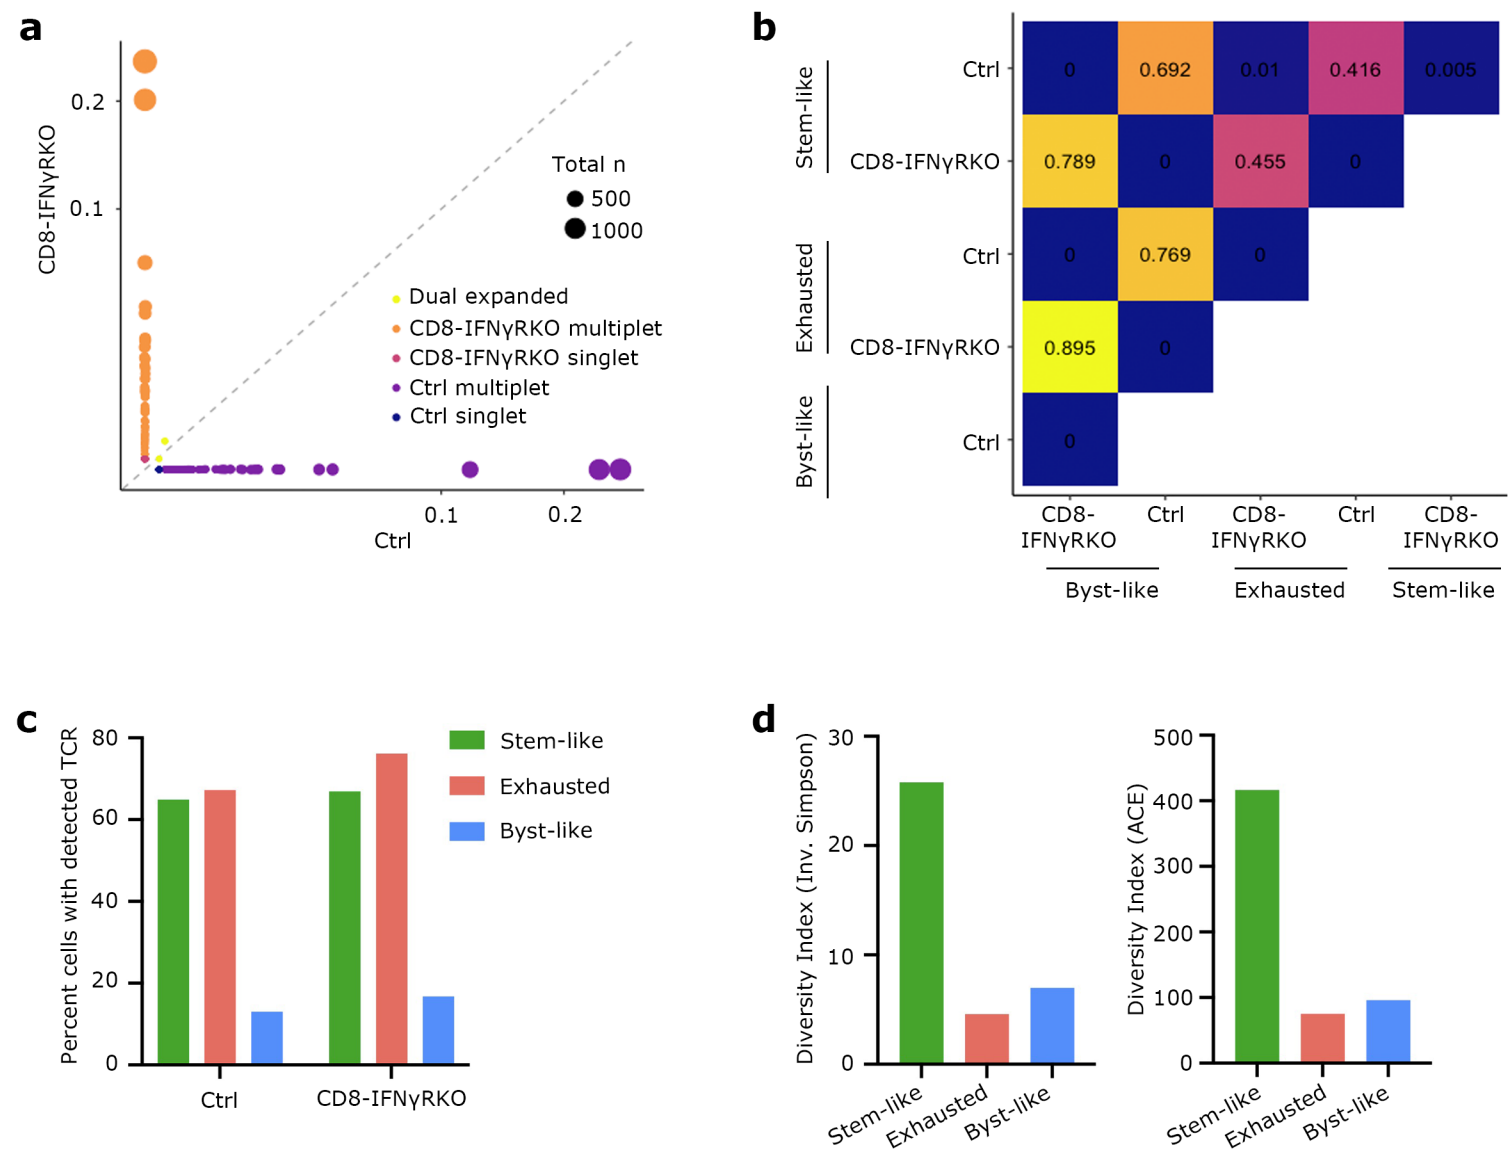 a
CD8-IFNγRKO
0.2
0.1
Total n
500
1000
Dual expanded
CD8-IFNγRKO multiplet
CD8-IFNγRKO singlet
Ctrl multiplet
Ctrl singlet
0.1
0.2
Ctrl
b
Stem-like
Exhausted
Byst-like
Ctrl
0
0.692
0.01
0.416
0.005
CD8-IFNγRKO
0.789
0
0.455
0
Ctrl
0
0.769
0
CD8-IFNγRKO
0.895
0
Ctrl
0
CD8-
IFNγRKO
Ctrl
CD8-
IFNγRKO
Ctrl
CD8-
IFNγRKO
Byst-like
Exhausted
Stem-like
c
Percent cells with detected TCR
80
60
40
20
0
Ctrl
CD8-IFNγRKO
Stem-like
Exhausted
Byst-like
d
Diversity Index (Inv. Simpson)
30
20
10
0
Stem-like
Exhausted
Byst-like
Diversity Index (ACE)
500
400
300
200
100
0
Stem-like
Exhausted
Byst-like